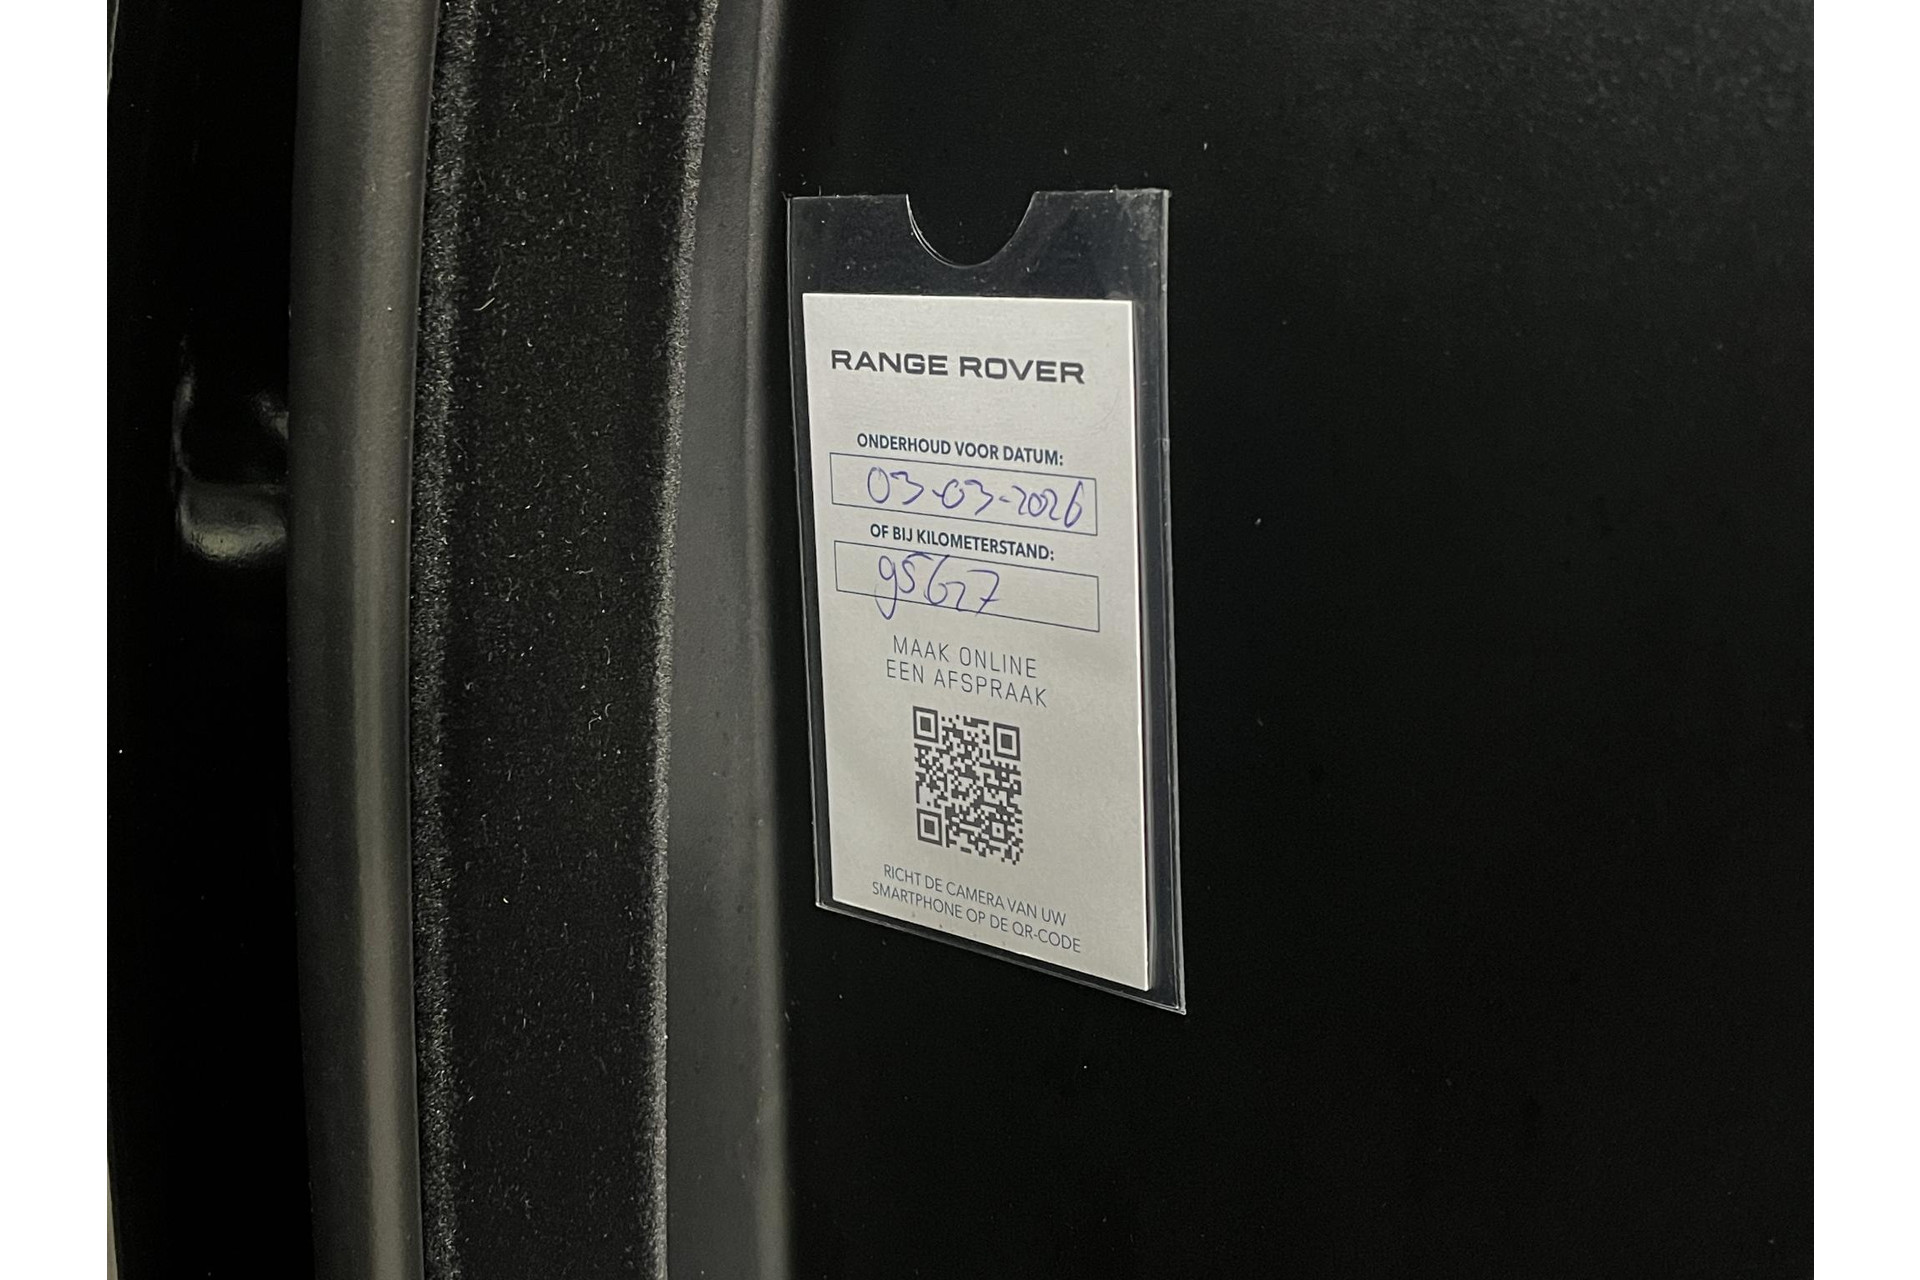 RANGE ROVER
ONDERHOUD VOOR DATUM:
03-03-2026
OF BIJ KILOMETERSTAND:
95627
MAAK ONLINE
EEN AFSPRAAK
RICHT DE CAMERA VAN UW
SMARTPHONE OP DE QR-CODE